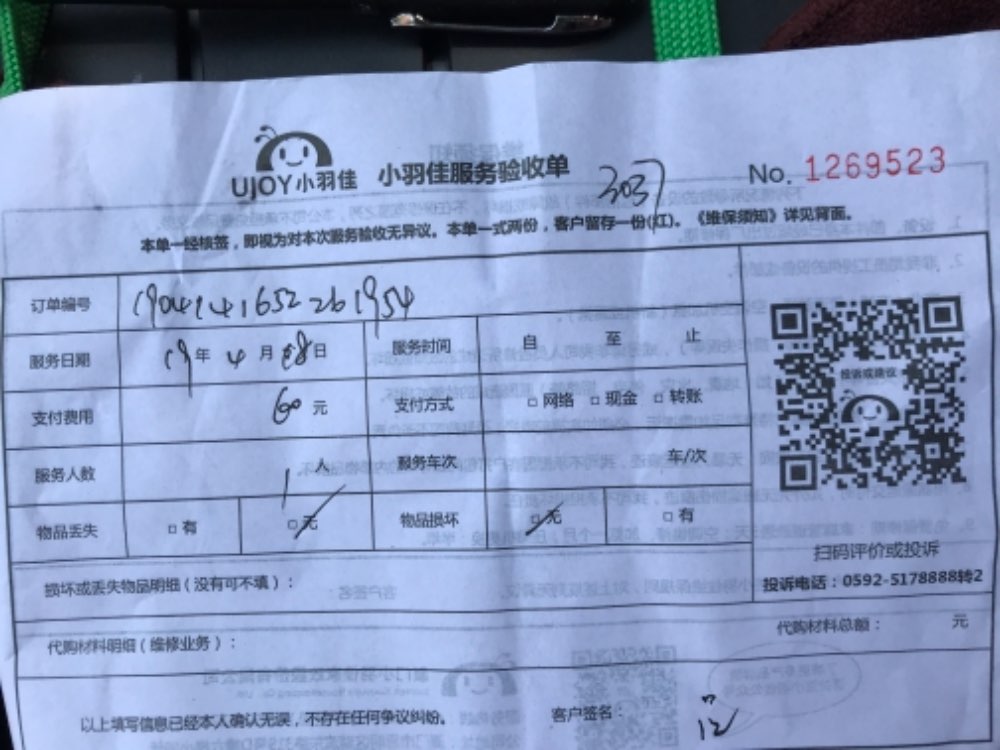 UJOY小羽佳 小羽佳服务验收单 3037 No. 1269523
本单一经核签，即视为对本次服务验收无异议。本单一式两份，客户留存一份(红)。《维保须知》详见背面。
订单编号 1904141652261954
服务日期 19年4月28日 服务时间 自 至 止
支付费用 60元 支付方式 □网络 □现金 □转账
服务人数 1人 服务车次 车/次
物品丢失 □有 □无 物品损坏 □无 □有
投诉或建议
扫码评价或投诉
投诉电话：0592-5178888转2
损坏或丢失物品明细（没有可不填）：
代购材料明细（维修业务）： 代购材料总额： 元
以上填写信息已经本人确认无误，不存在任何争议纠纷。 客户签名：